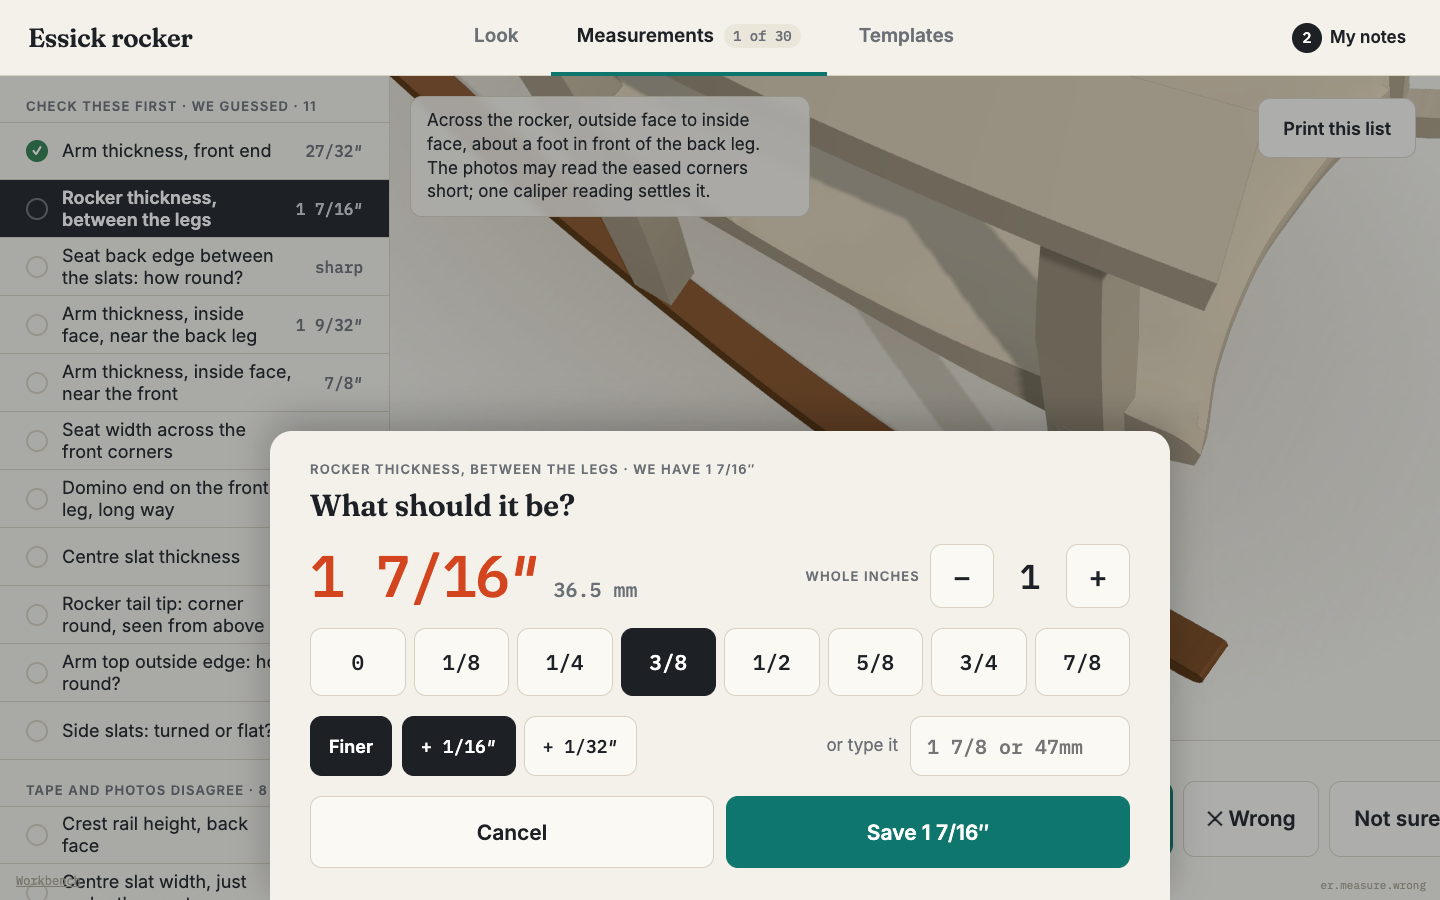 Essick rocker
Look
Measurements 1 of 30
Templates
2 My notes
CHECK THESE FIRST · WE GUESSED · 11
Arm thickness, front end 27/32"
Rocker thickness, between the legs 1 7/16"
Seat back edge between the slats: how round? sharp
Arm thickness, inside face, near the back leg 1 9/32"
Arm thickness, inside face, near the front 7/8"
Seat width across the front corners
Domino end on the front leg, long way
Centre slat thickness
Rocker tail tip: corner round, seen from above
Arm top outside edge: round?
Side slats: turned or flat?
TAPE AND PHOTOS DISAGREE · 8
Crest rail height, back face
Centre slat width, just
Workbench
Across the rocker, outside face to inside
face, about a foot in front of the back leg.
The photos may read the eased corners
short; one caliper reading settles it.
Print this list
ROCKER THICKNESS, BETWEEN THE LEGS · WE HAVE 1 7/16"
What should it be?
1 7/16" 36.5 mm
WHOLE INCHES − 1 +
0 1/8 1/4 3/8 1/2 5/8 3/4 7/8
Finer + 1/16" + 1/32" or type it 1 7/8 or 47mm
Cancel Save 1 7/16"
Wrong
Not sure
er.measure.wrong